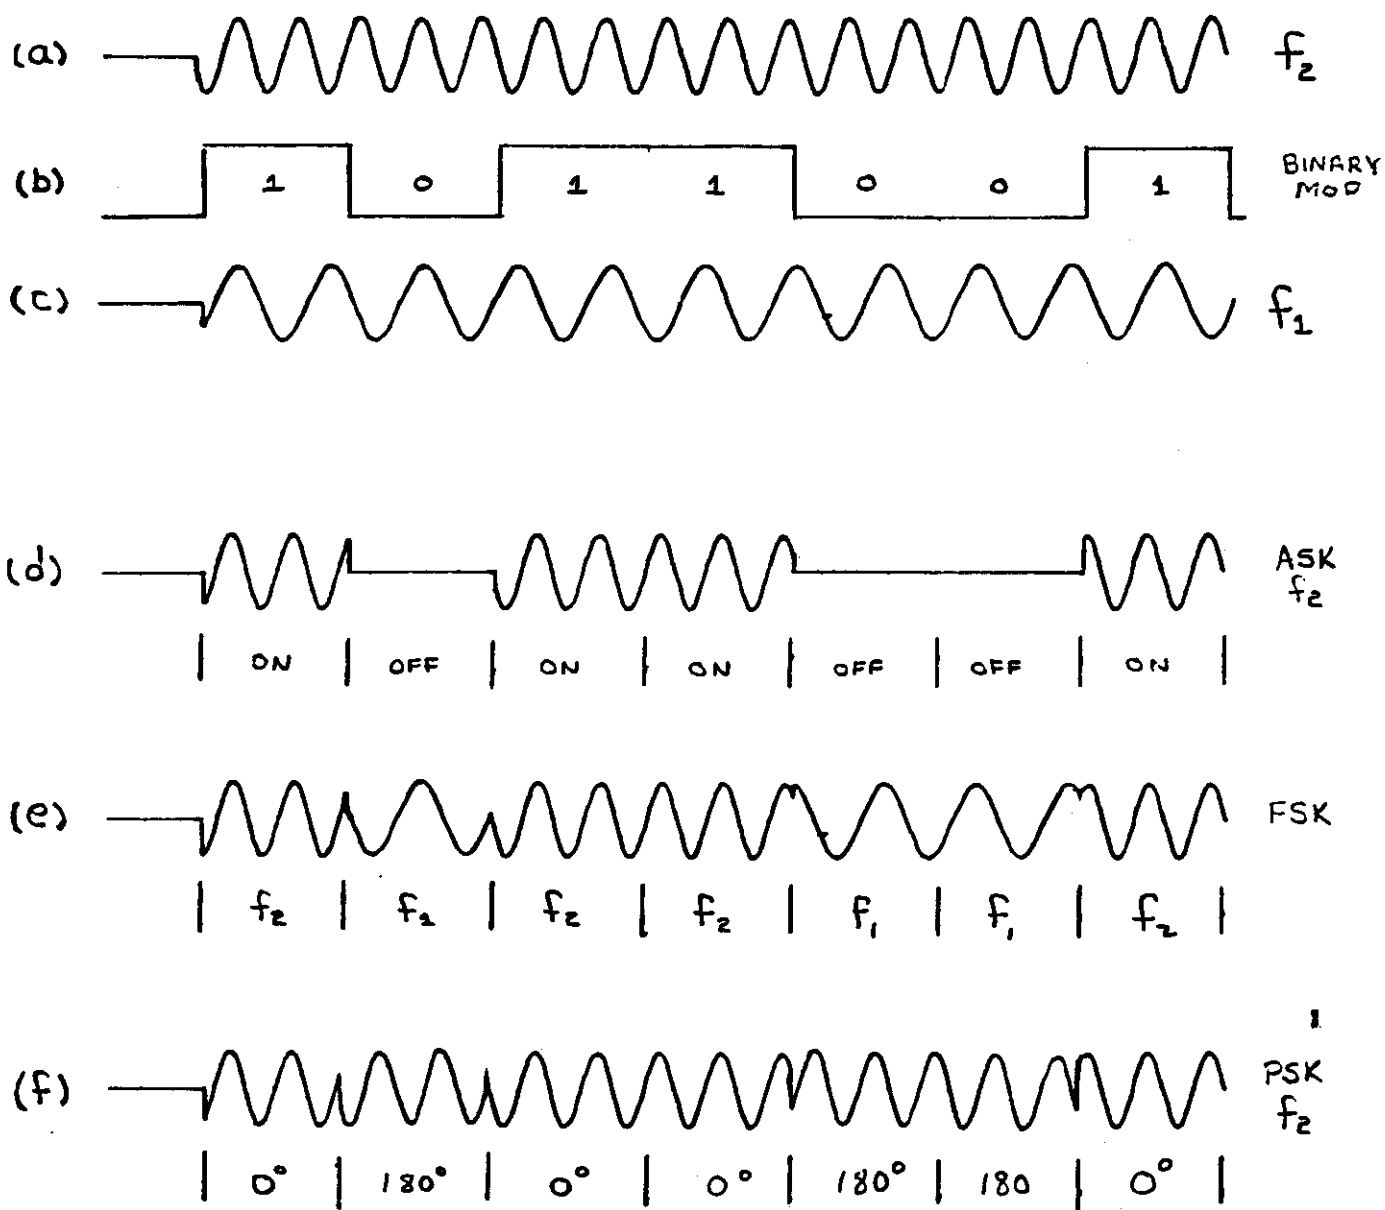 (a) f₂
(b) 1 0 1 1 0 0 1 BINARY
MOD
(c) f₁
(d) ASK
f₂
ON OFF ON ON OFF OFF ON
(e) FSK
f₂ f₁ f₂ f₂ f₁ f₁ f₂
(f) PSK
f₂
0° 180° 0° 0° 180° 180 0°